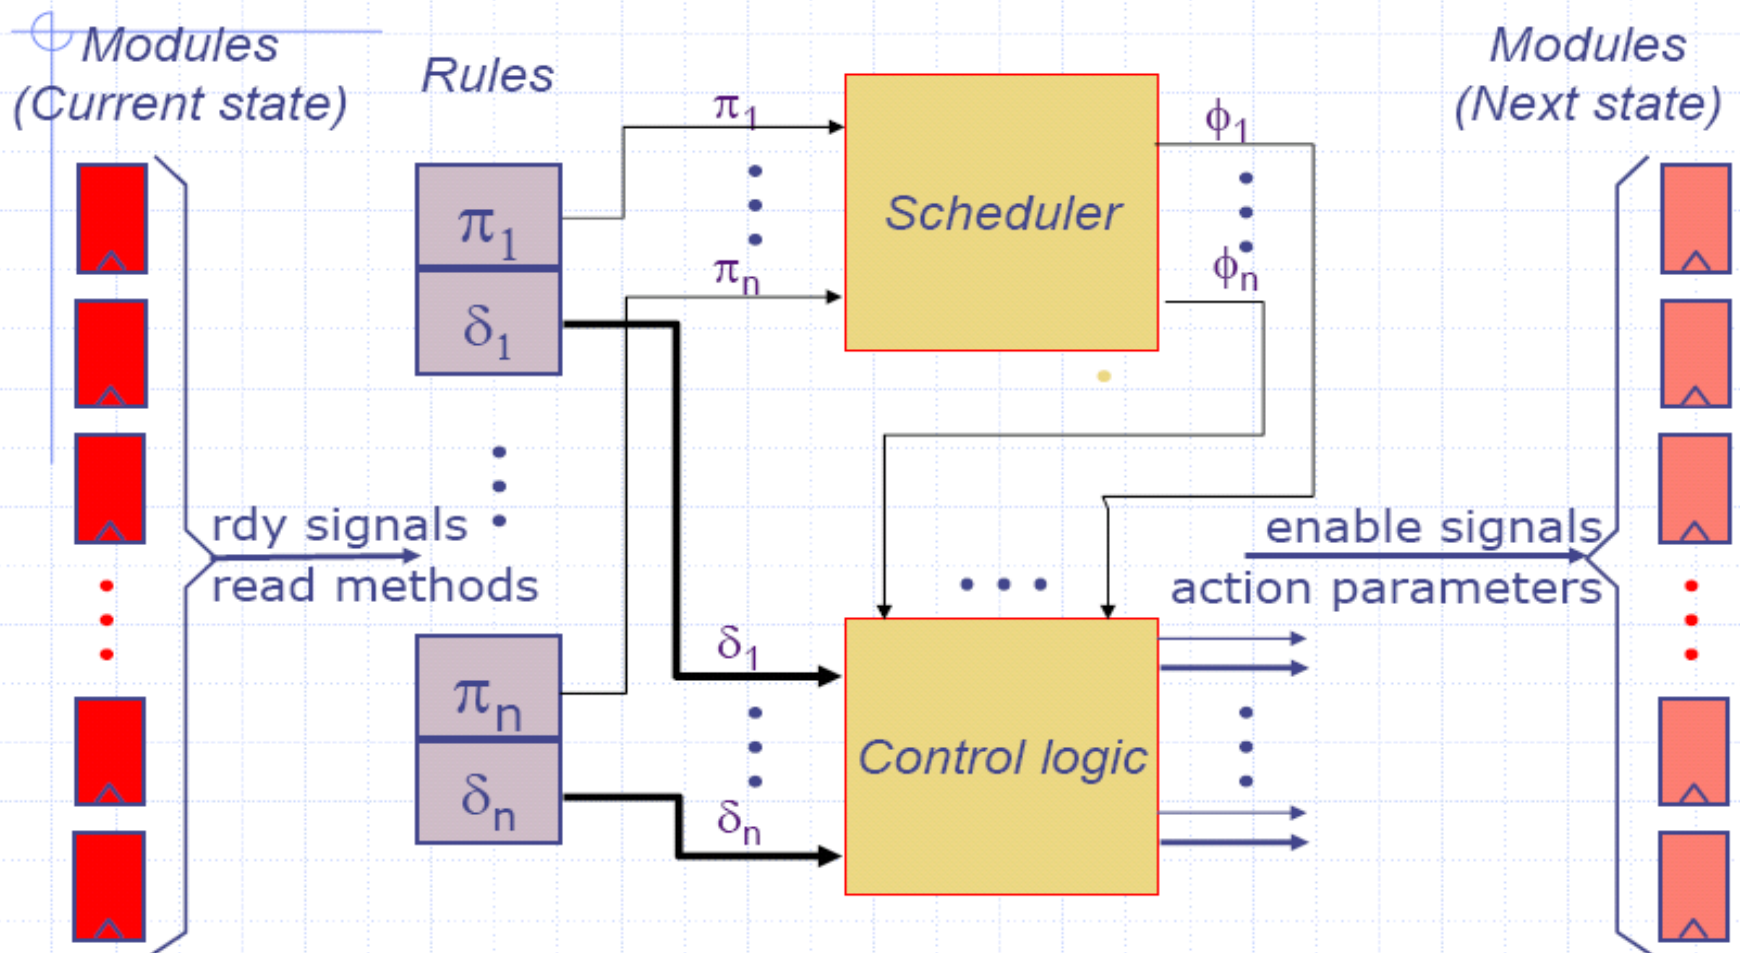 Modules
(Current state)
Rules
Modules
(Next state)
π1
πn
ϕ1
ϕn
Scheduler
π1
δ1
rdy signals
read methods
enable signals
action parameters
πn
δn
δ1
δn
Control logic